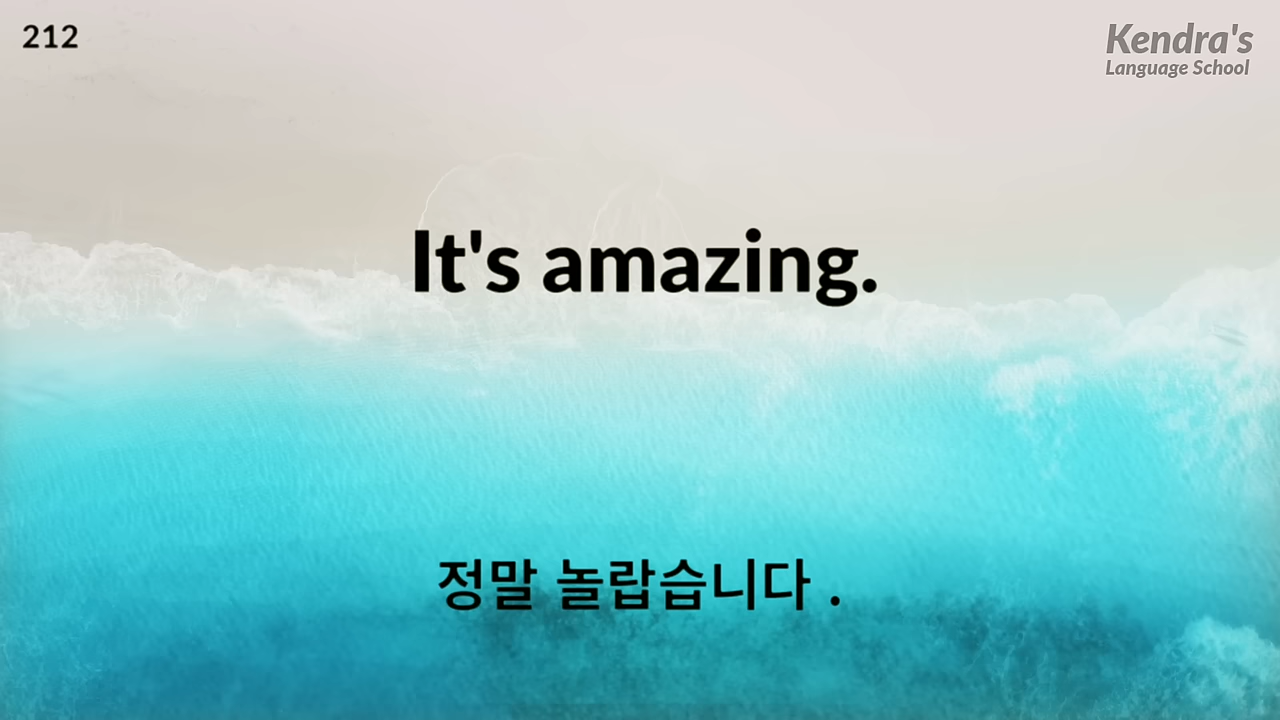 212
Kendra's
Language School
It's amazing.
정말 놀랍습니다 .